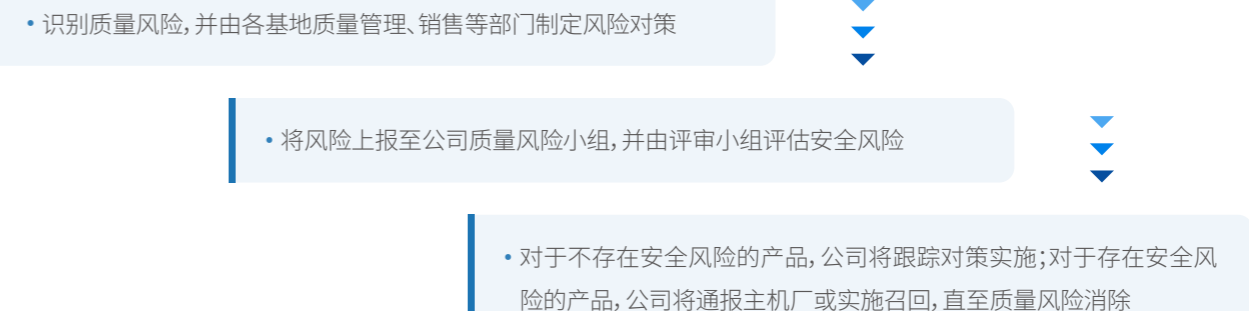 • 识别质量风险,并由各基地质量管理、销售等部门制定风险对策
• 将风险上报至公司质量风险小组,并由评审小组评估安全风险
• 对于不存在安全风险的产品,公司将跟踪对策实施;对于存在安全风
险的产品,公司将通报主机厂或实施召回,直至质量风险消除